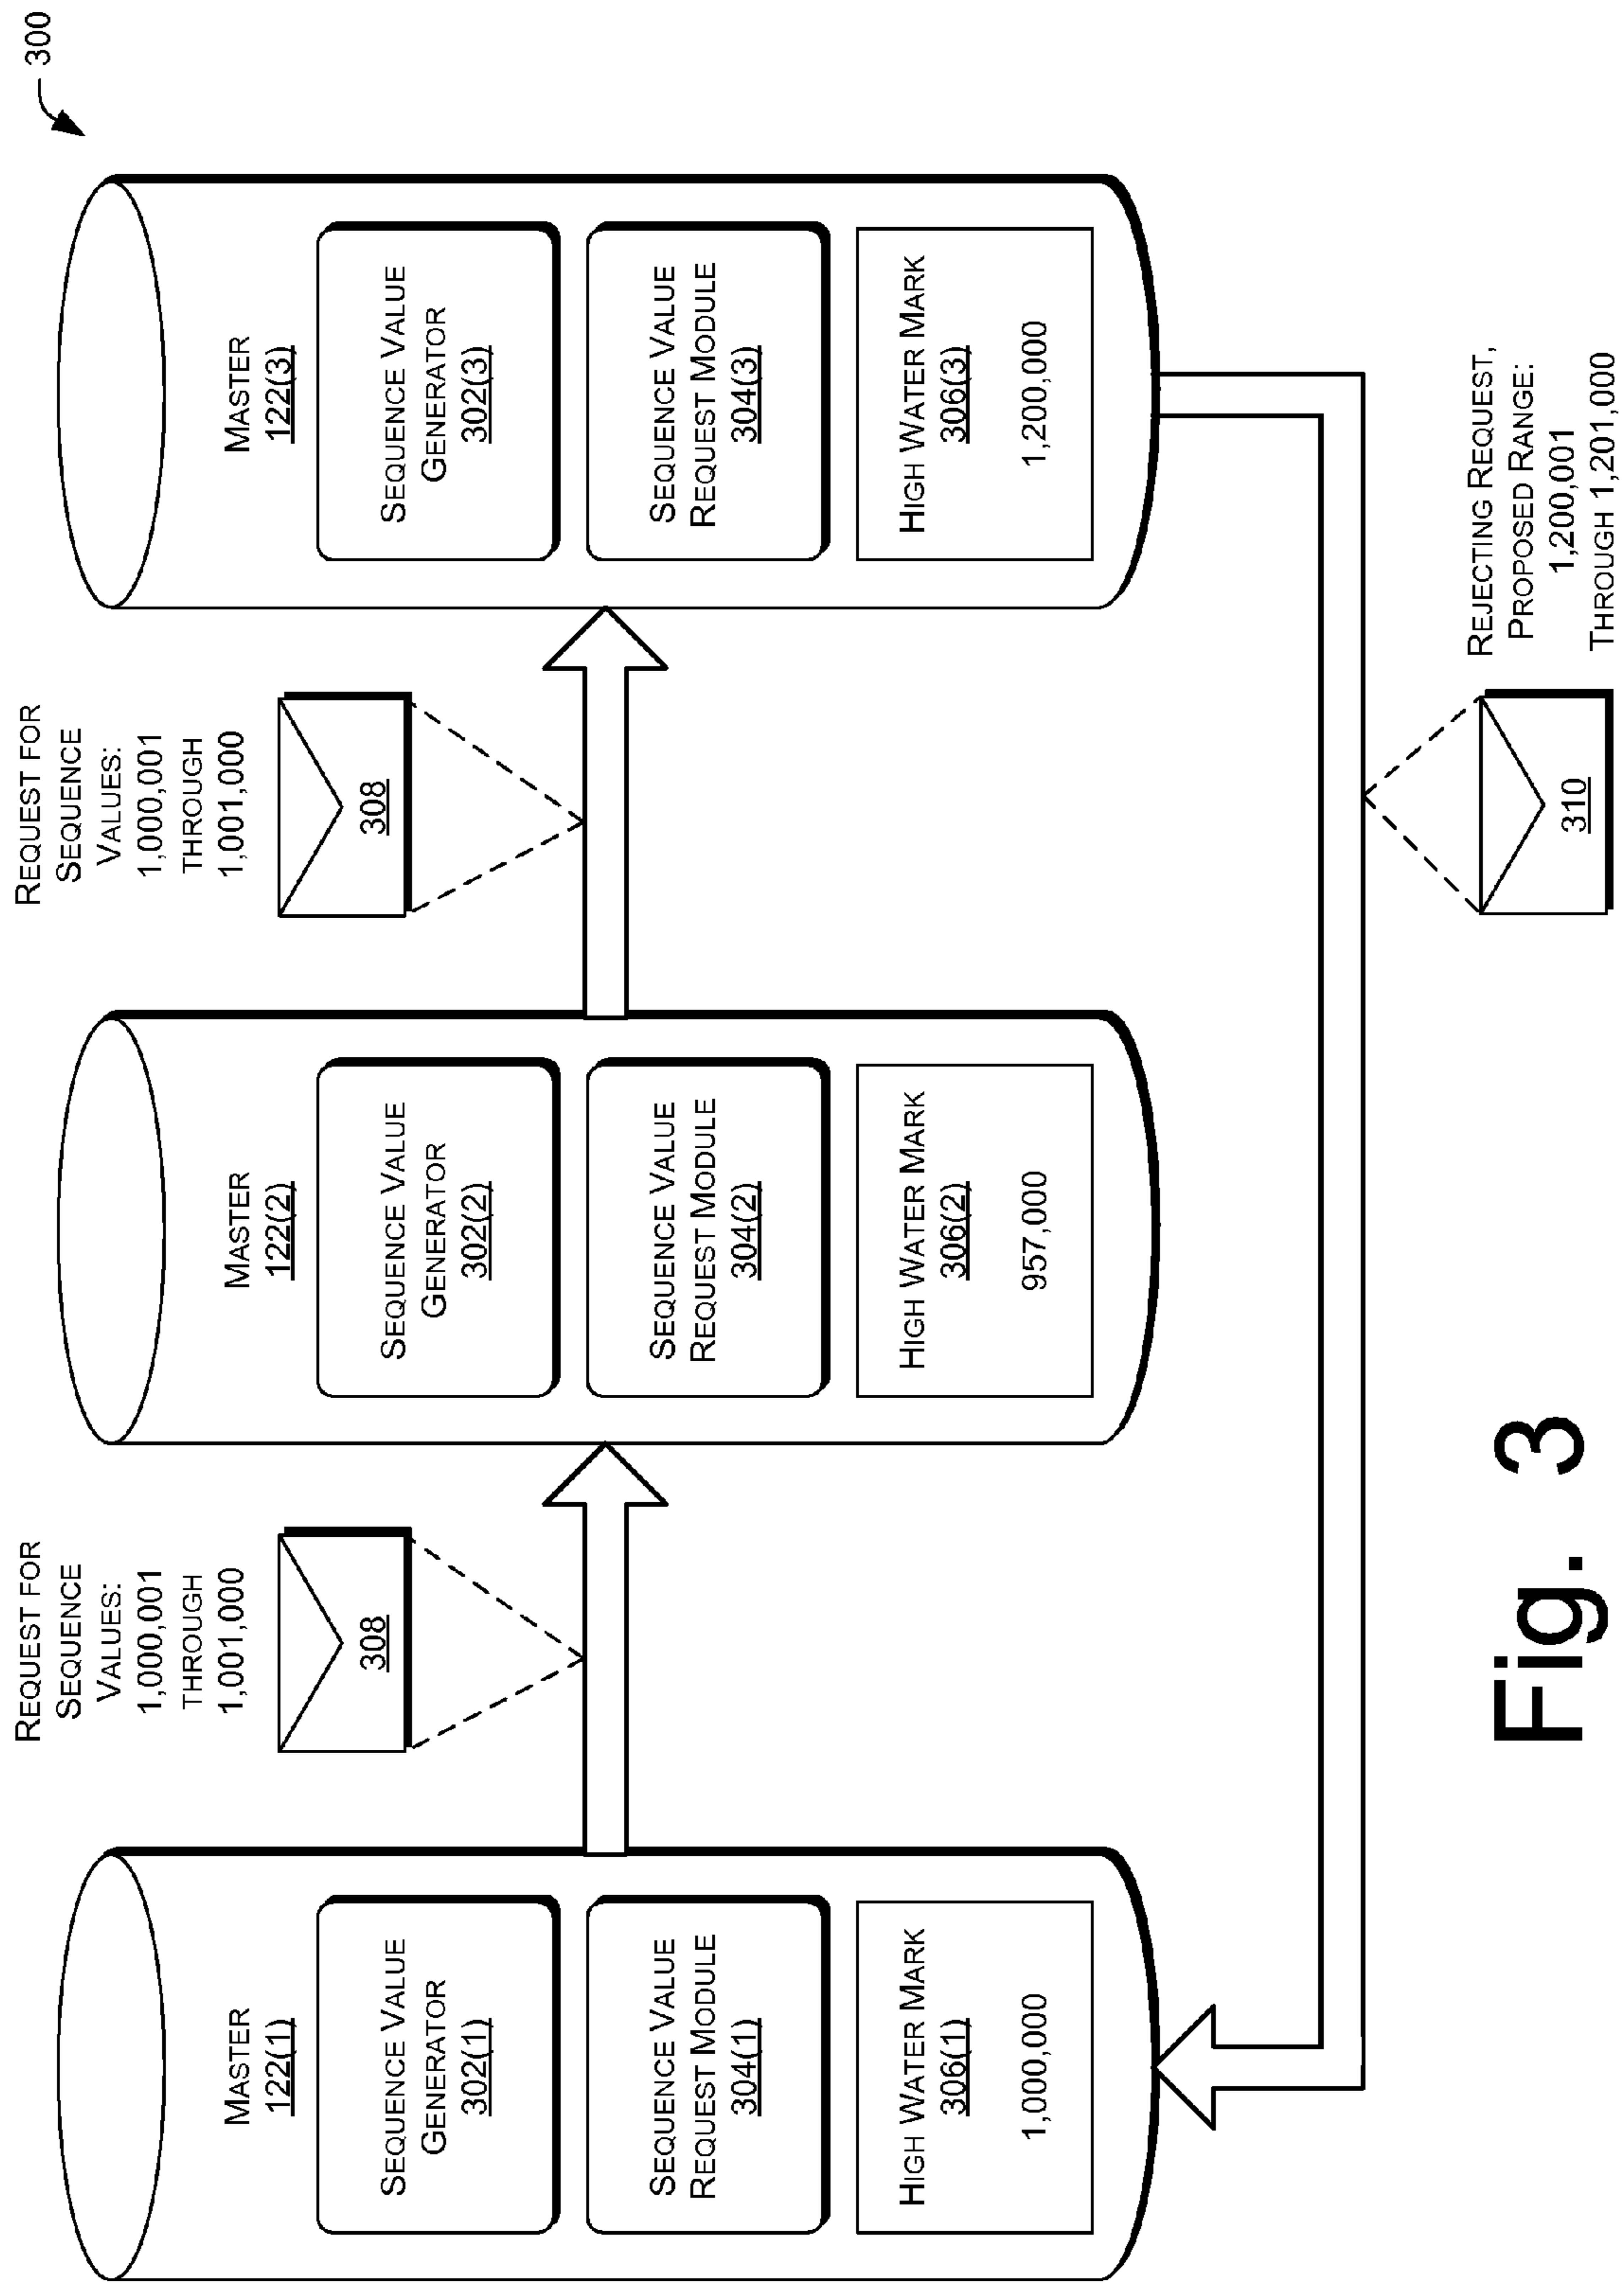 300
REQUEST FOR
SEQUENCE
VALUES:
1,000,001
THROUGH
1,001,000
308
REQUEST FOR
SEQUENCE
VALUES:
1,000,001
THROUGH
1,001,000
308
MASTER
122(1)
SEQUENCE VALUE
GENERATOR
302(1)
SEQUENCE VALUE
REQUEST MODULE
304(1)
HIGH WATER MARK
306(1)
1,000,000
MASTER
122(2)
SEQUENCE VALUE
GENERATOR
302(2)
SEQUENCE VALUE
REQUEST MODULE
304(2)
HIGH WATER MARK
306(2)
957,000
MASTER
122(3)
SEQUENCE VALUE
GENERATOR
302(3)
SEQUENCE VALUE
REQUEST MODULE
304(3)
HIGH WATER MARK
306(3)
1,200,000
310
REJECTING REQUEST,
PROPOSED RANGE:
1,200,001
THROUGH 1,201,000
Fig. 3